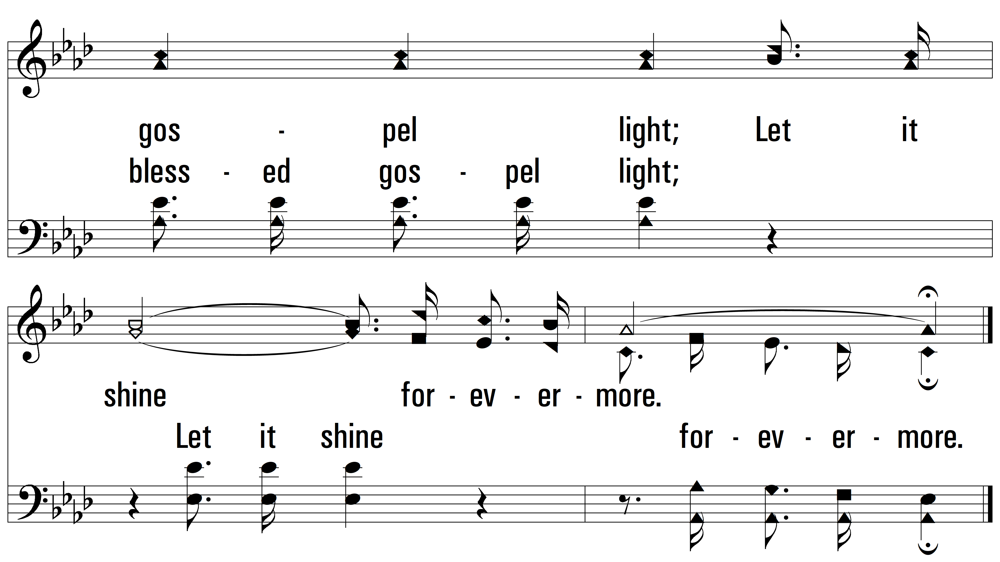 gos - pel light; Let it
bless - ed gos - pel light;
shine for - ev - er - more.
Let it shine for - ev - er - more.